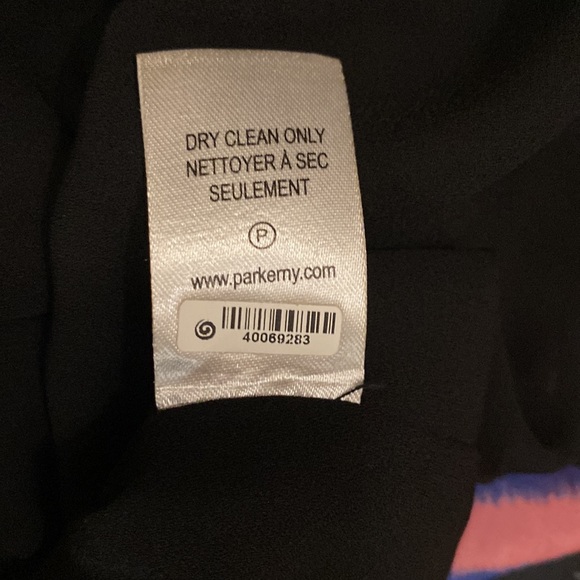 DRY CLEAN ONLY
NETTOYER À SEC
SEULEMENT
P
www.parkerny.com
40069283